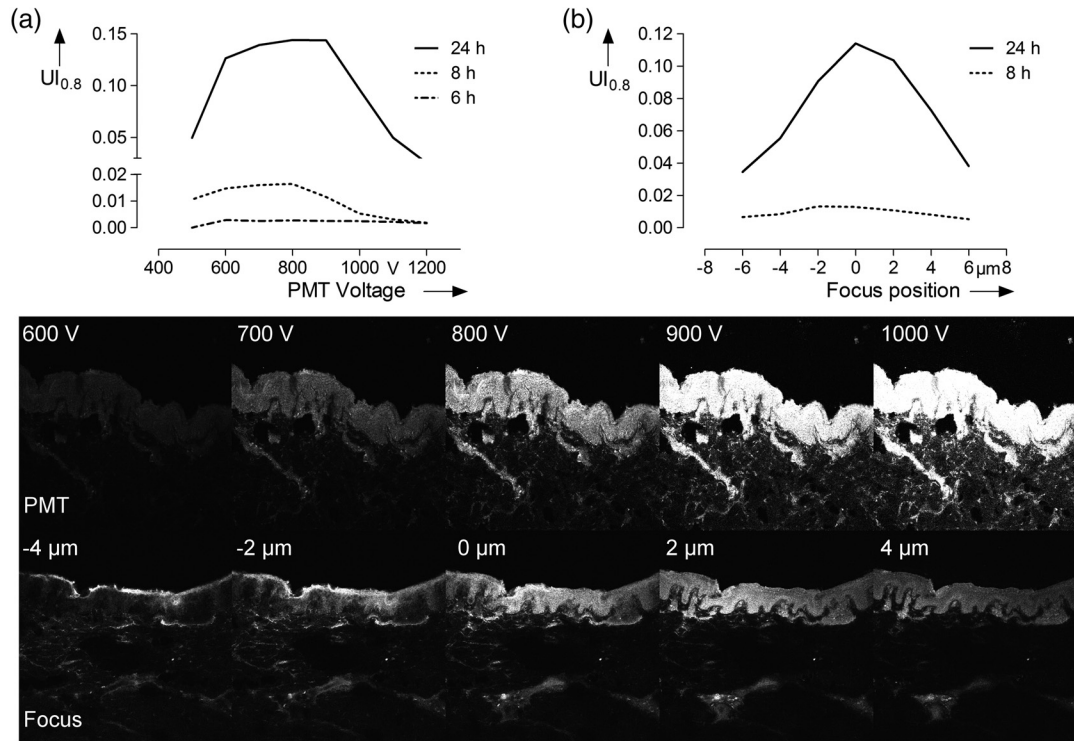 (a)
UI0.8
0.15
0.10
0.05
0.02
0.01
0.00
24 h
8 h
6 h
400 600 800 1000 V 1200
PMT Voltage
(b)
UI0.8
0.12
0.10
0.08
0.06
0.04
0.02
0.00
24 h
8 h
-8 -6 -4 -2 0 2 4 6 µm 8
Focus position
600 V 700 V 800 V 900 V 1000 V
PMT
-4 µm -2 µm 0 µm 2 µm 4 µm
Focus